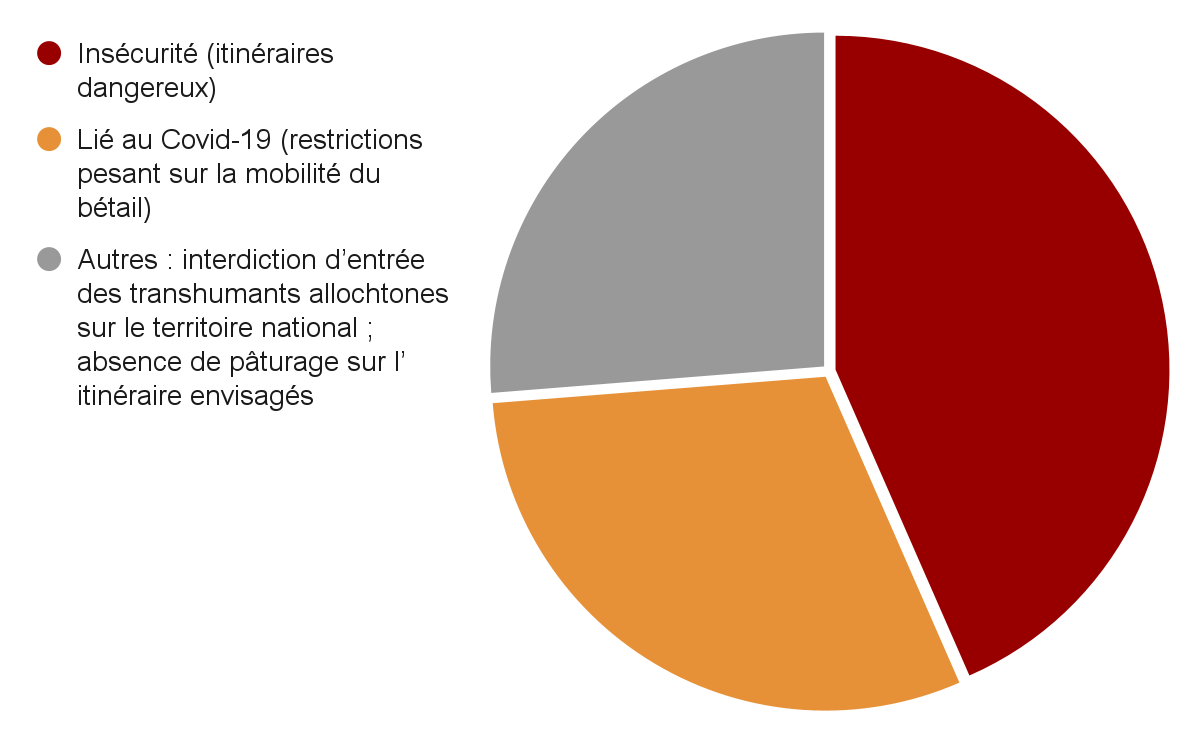 Insécurité (itinéraires
dangereux)
Lié au Covid-19 (restrictions
pesant sur la mobilité du
bétail)
Autres : interdiction d’entrée
des transhumants allochtones
sur le territoire national ;
absence de pâturage sur l’
itinéraire envisagés